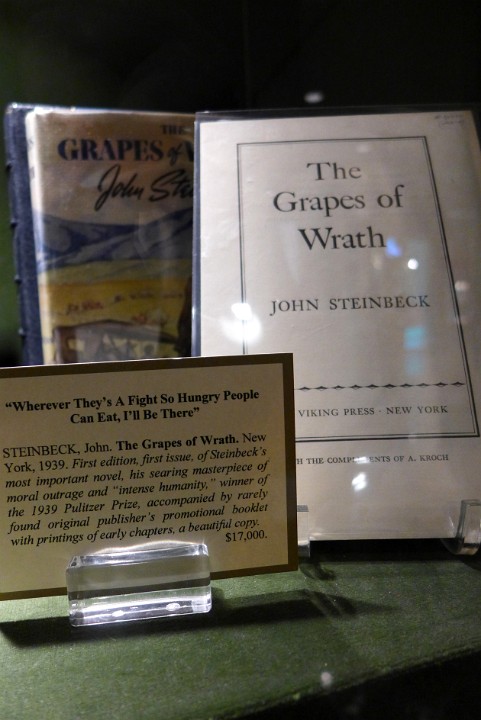 THE
GRAPES of
John Ste
The
Grapes of
Wrath
JOHN STEINBECK
VIKING PRESS · NEW YORK
H THE COMPLIMENTS OF A. KROCH
“Wherever They’s A Fight So Hungry People
Can Eat, I’ll Be There”
STEINBECK, John. The Grapes of Wrath. New
York, 1939. First edition, first issue, of Steinbeck’s
most important novel, his searing masterpiece of
moral outrage and “intense humanity,” winner of
the 1939 Pulitzer Prize, accompanied by rarely
found original publisher’s promotional booklet
with printings of early chapters, a beautiful copy.
$17,000.